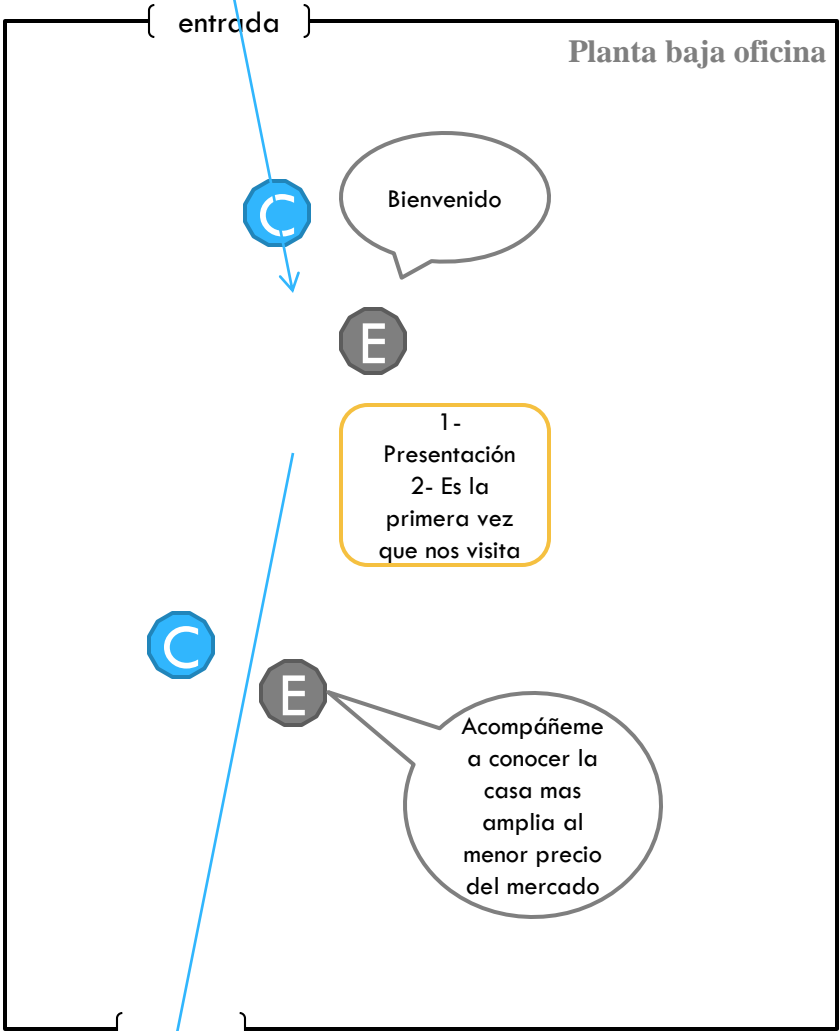 entrada
Planta baja oficina
C
Bienvenido
E
1-
Presentación
2- Es la
primera vez
que nos visita
C
E
Acompáñeme
a conocer la
casa mas
amplia al
menor precio
del mercado